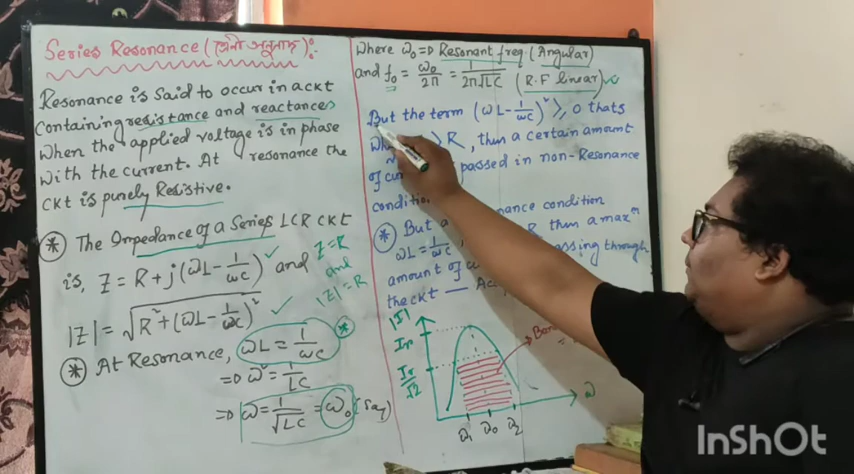 Series Resonance (শ্রেণী অনুনাদ) :-
Resonance is said to occur in a ckt
Containing resistance and reactances
When the applied voltage is in phase
With the current. At resonance the
ckt is purely Resistive.
* The Impedance of a Series LCR CKT
is, Z = R + j(ωL - 1/ωC) ✓ and Z = R
and
|Z| = √(R² + (ωL - 1/ωC)²) ✓ |Z| = R
* At Resonance, ωL = 1/ωC *
⇒ ω² = 1/LC
⇒ ω = 1/√LC = ω₀ (say)
Where ω₀ ⇒ Resonant freq. (Angular)
and f₀ = ω₀/2π = 1/2π√LC (R.F linear) ✓
But the term (ωL - 1/ωC)² ≥ 0 thats
> R, then a certain amount
of passed in non-Resonance
condition
* But a condition
ωL = 1/ωC, R then a maxᵐ
amount of passing through
the ckt —
|I|
Ir
Ir/√2
ω₁ ω₀ ω₂
ω
InShOt